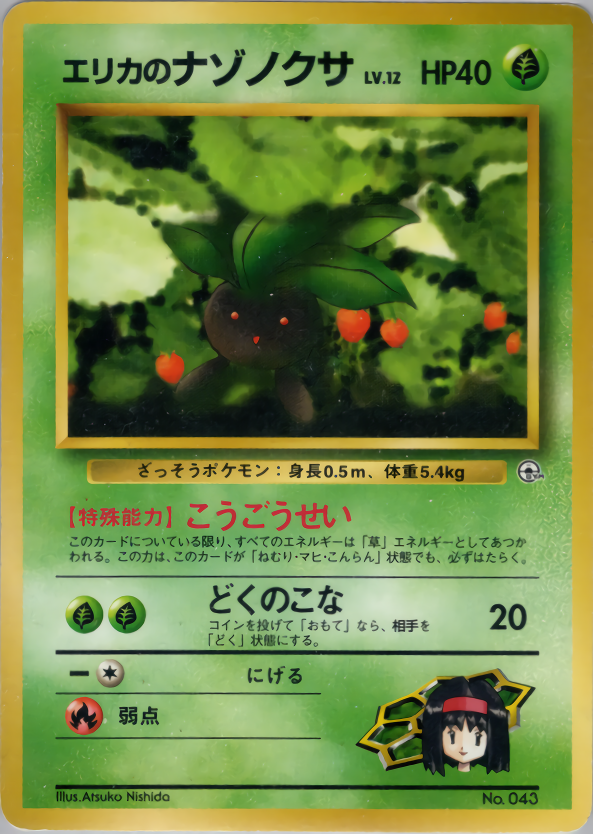 エリカのナゾノクサ LV.12 HP40
ざっそうポケモン：身長0.5m、体重5.4kg
【特殊能力】こうごうせい
このカードについている限り、すべてのエネルギーは「草」エネルギーとしてあつか
われる。この力は、このカードが「ねむり・マヒ・こんらん」状態でも、必ずはたらく。
どくのこな 20
コインを投げて「おもて」なら、相手を
「どく」状態にする。
にげる
弱点
Illus.Atsuko Nishida No. 043